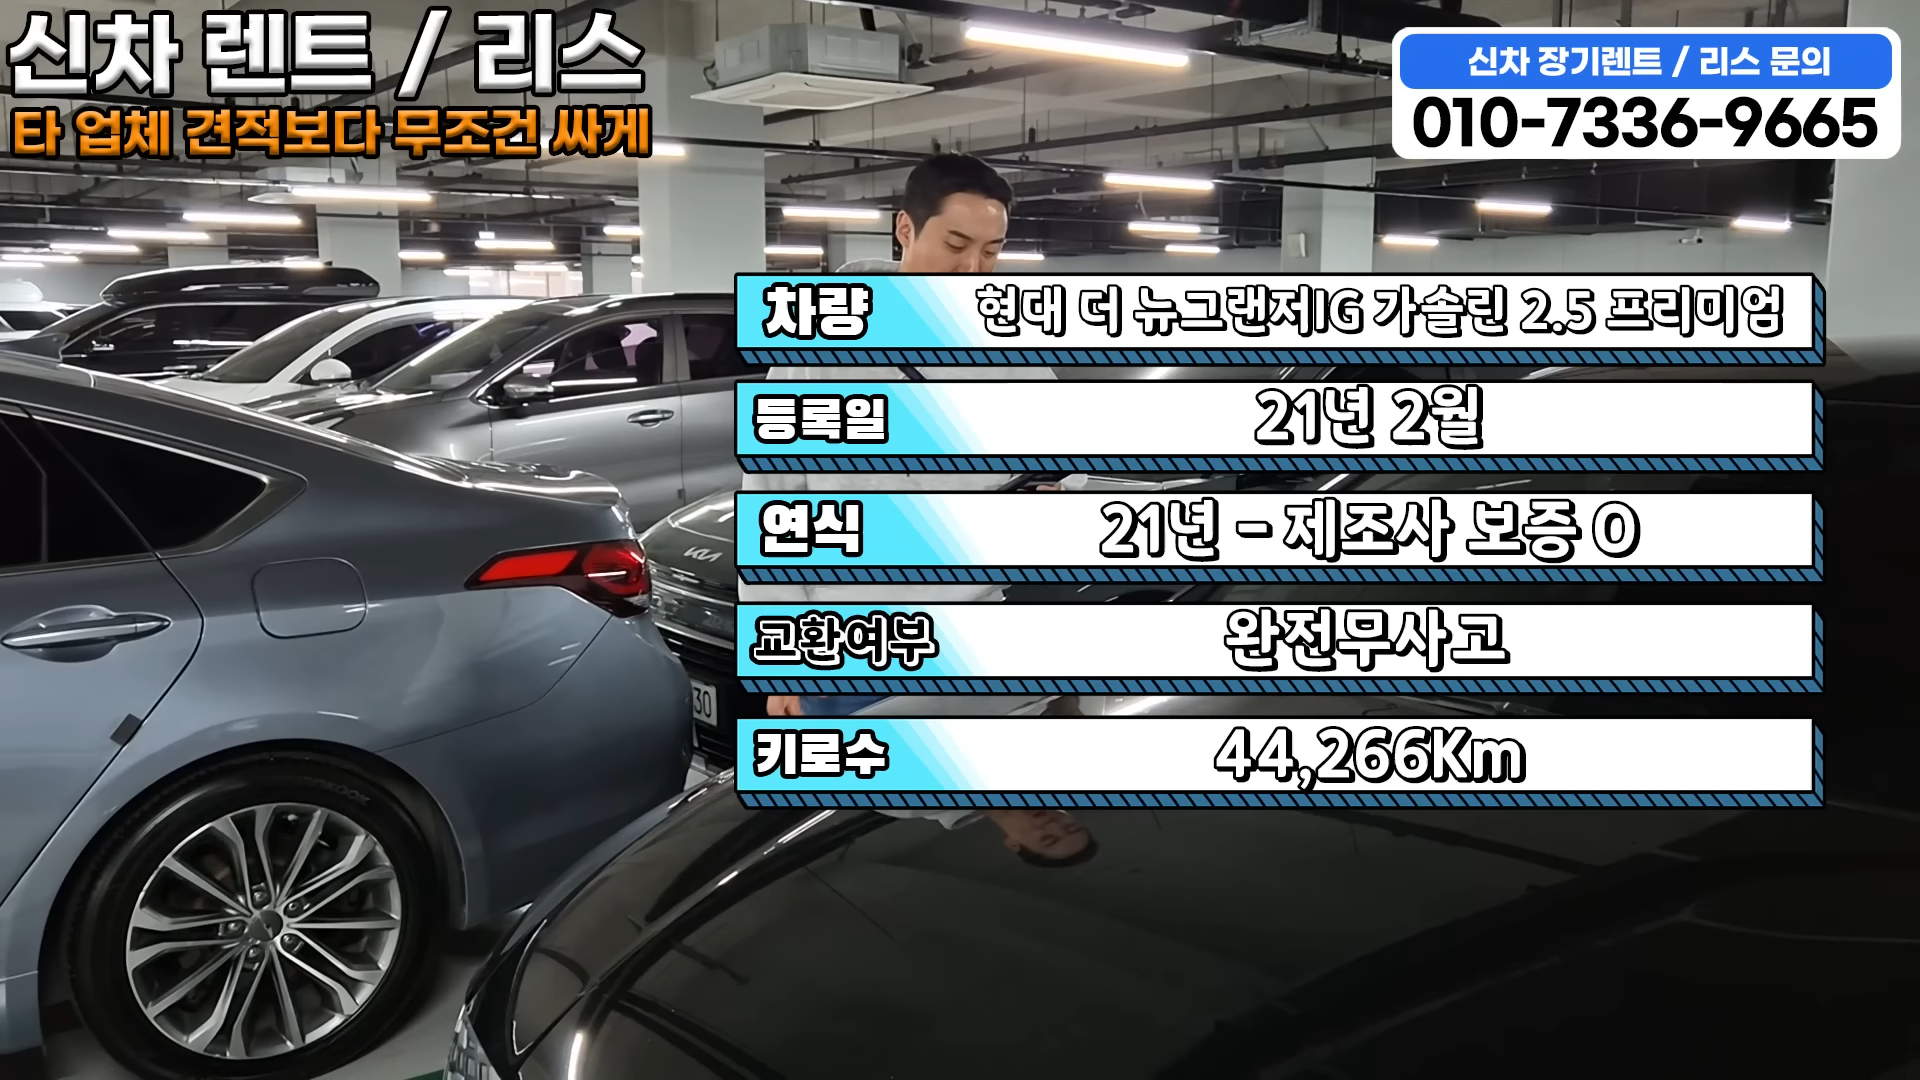 신차 렌트 / 리스
타 업체 견적보다 무조건 싸게
신차 장기렌트 / 리스 문의
010-7336-9665
차량 현대 더 뉴그랜저IG 가솔린 2.5 프리미엄
등록일 21년 2월
연식 21년 - 제조사 보증 O
교환여부 완전무사고
키로수 44,266Km
KIA
30